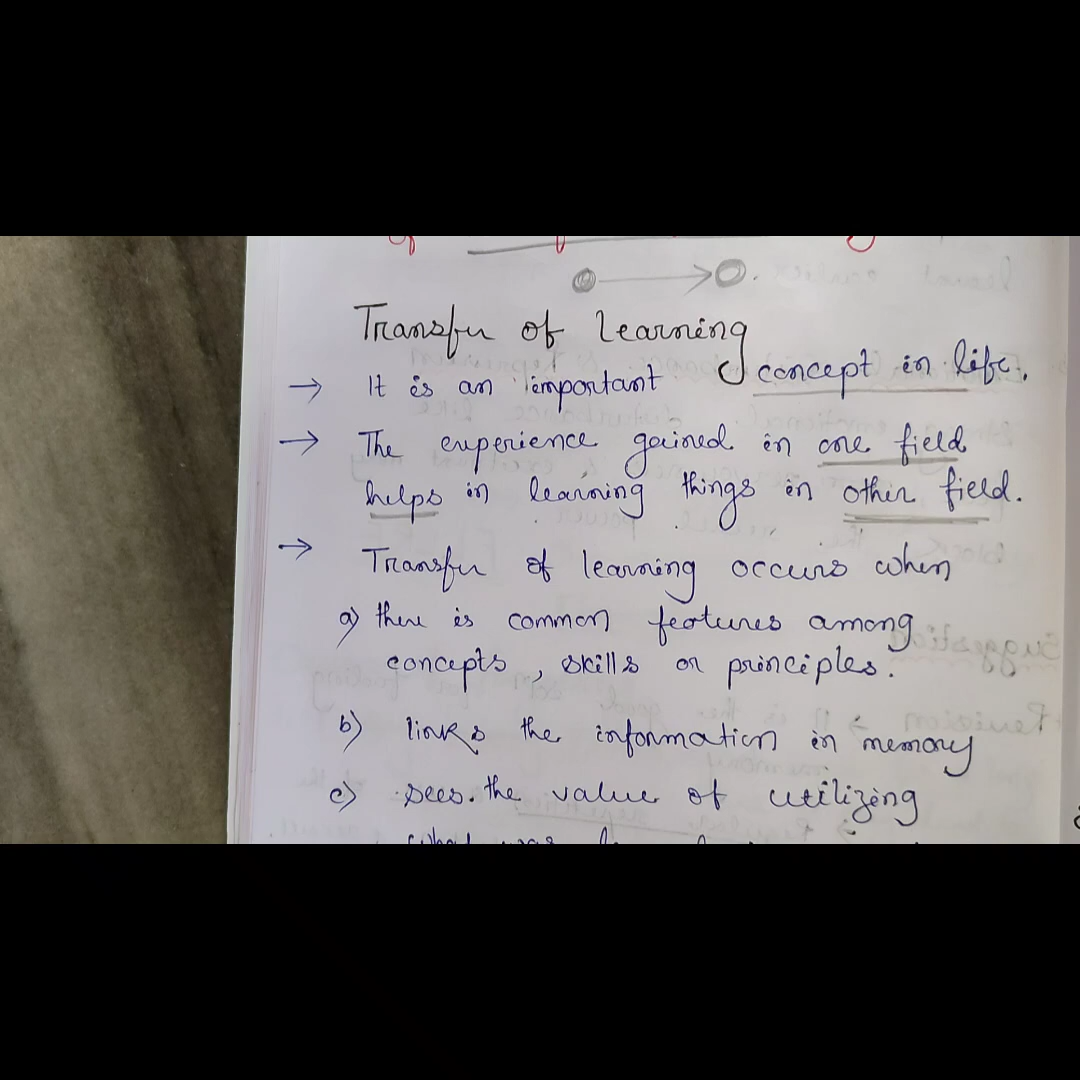 Transfer of learning
→ It is an important concept in life.
→ The experience gained in one field
helps in learning things in other field.
→ Transfer of learning occurs when
a) there is common features among
concepts, skills or principles.
b) links the information in memory
c) sees the value of utilizing
what was